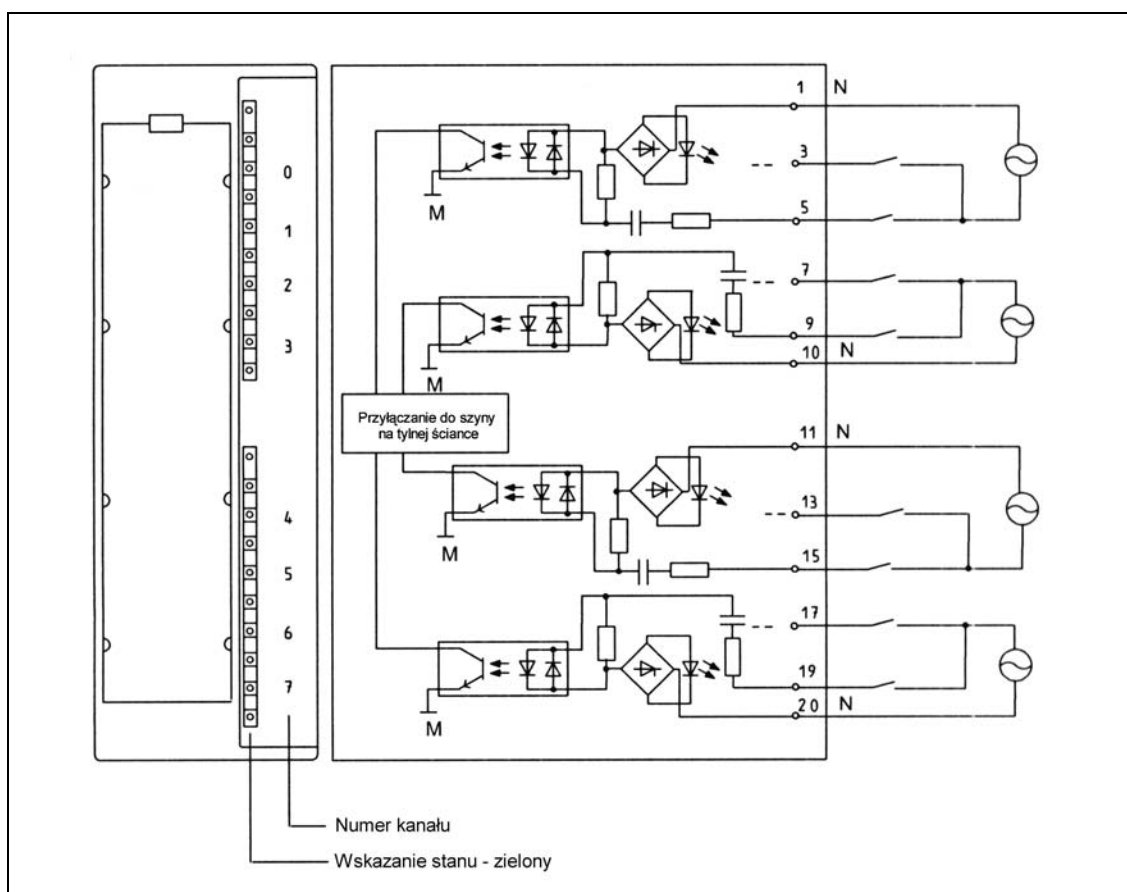 0
1
2
3
4
5
6
7
1 N
3
5
M
7
9
10 N
M
Przyłączanie do szyny
na tylnej ściance
11 N
13
15
M
17
19
20 N
M
Numer kanału
Wskazanie stanu - zielony